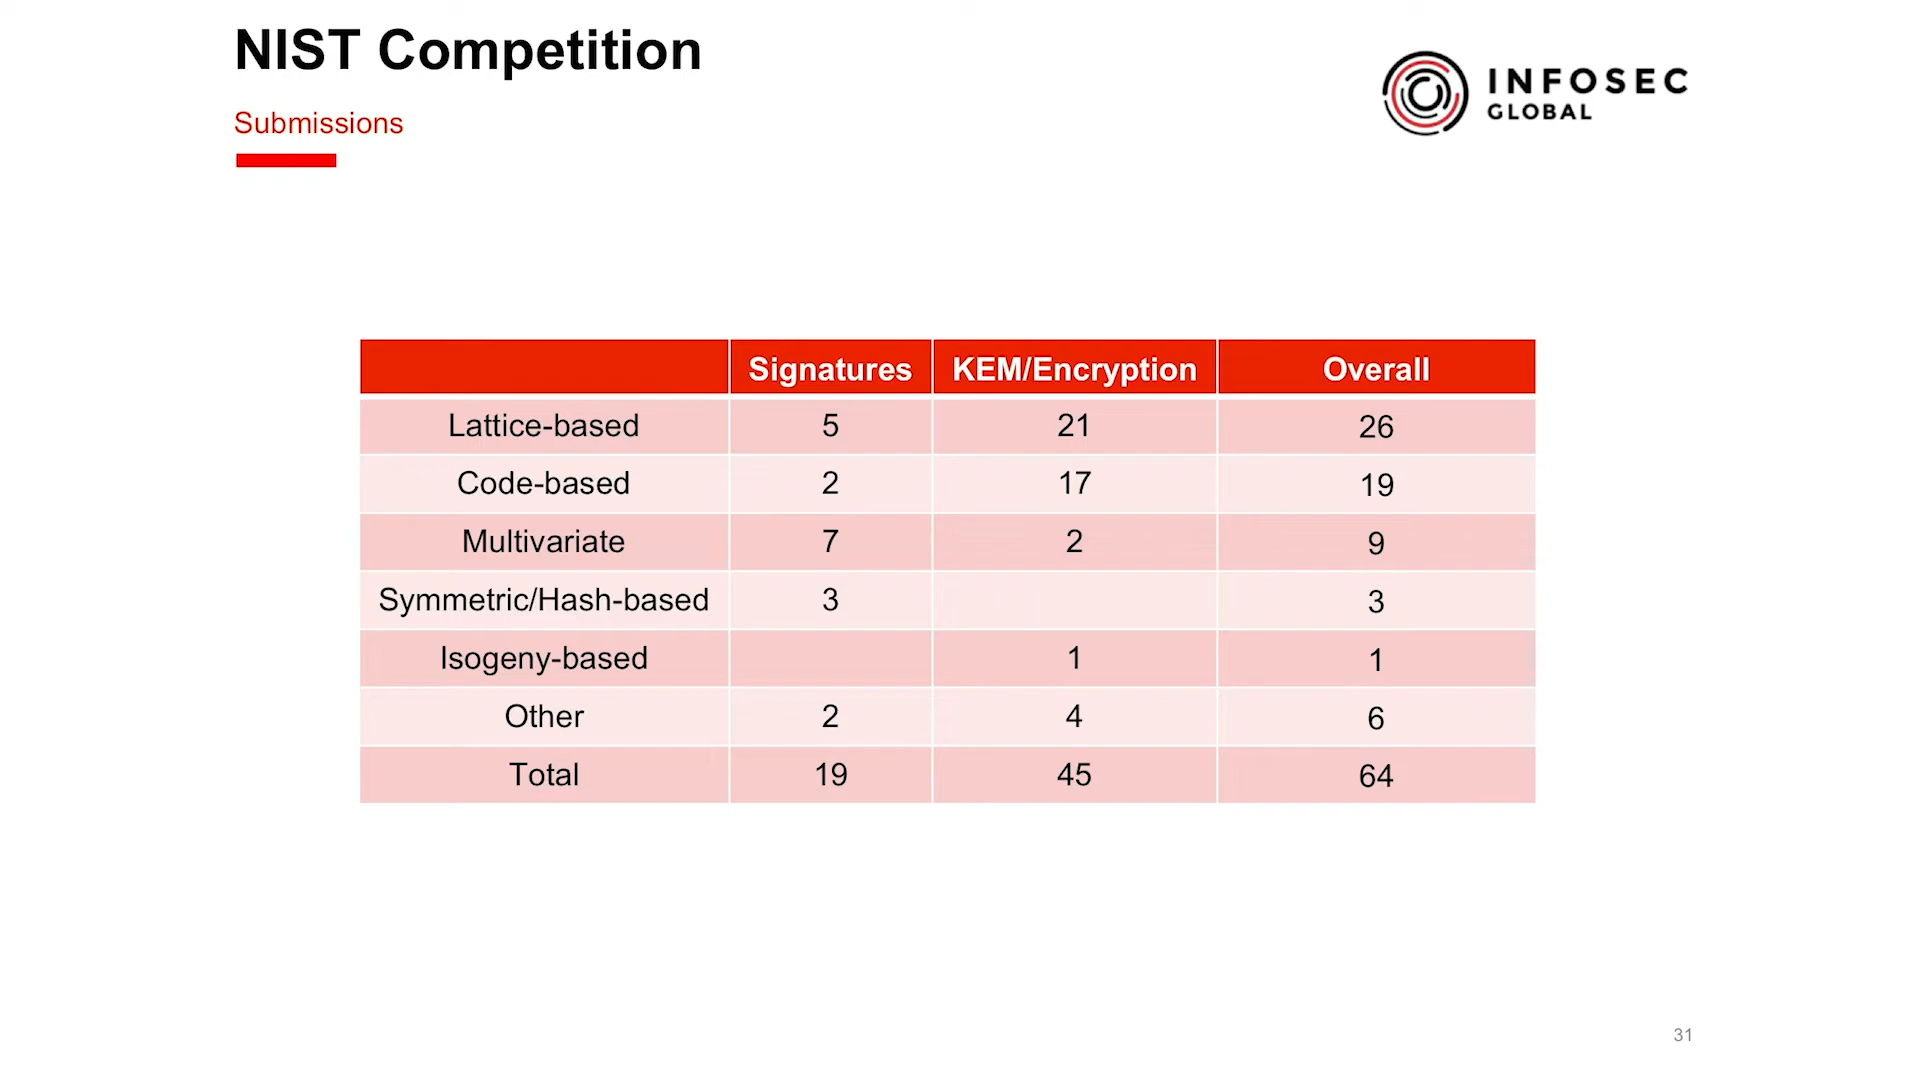 NIST Competition
Submissions
INFOSEC
GLOBAL
Signatures KEM/Encryption Overall
Lattice-based 5 21 26
Code-based 2 17 19
Multivariate 7 2 9
Symmetric/Hash-based 3 3
Isogeny-based 1 1
Other 2 4 6
Total 19 45 64
31